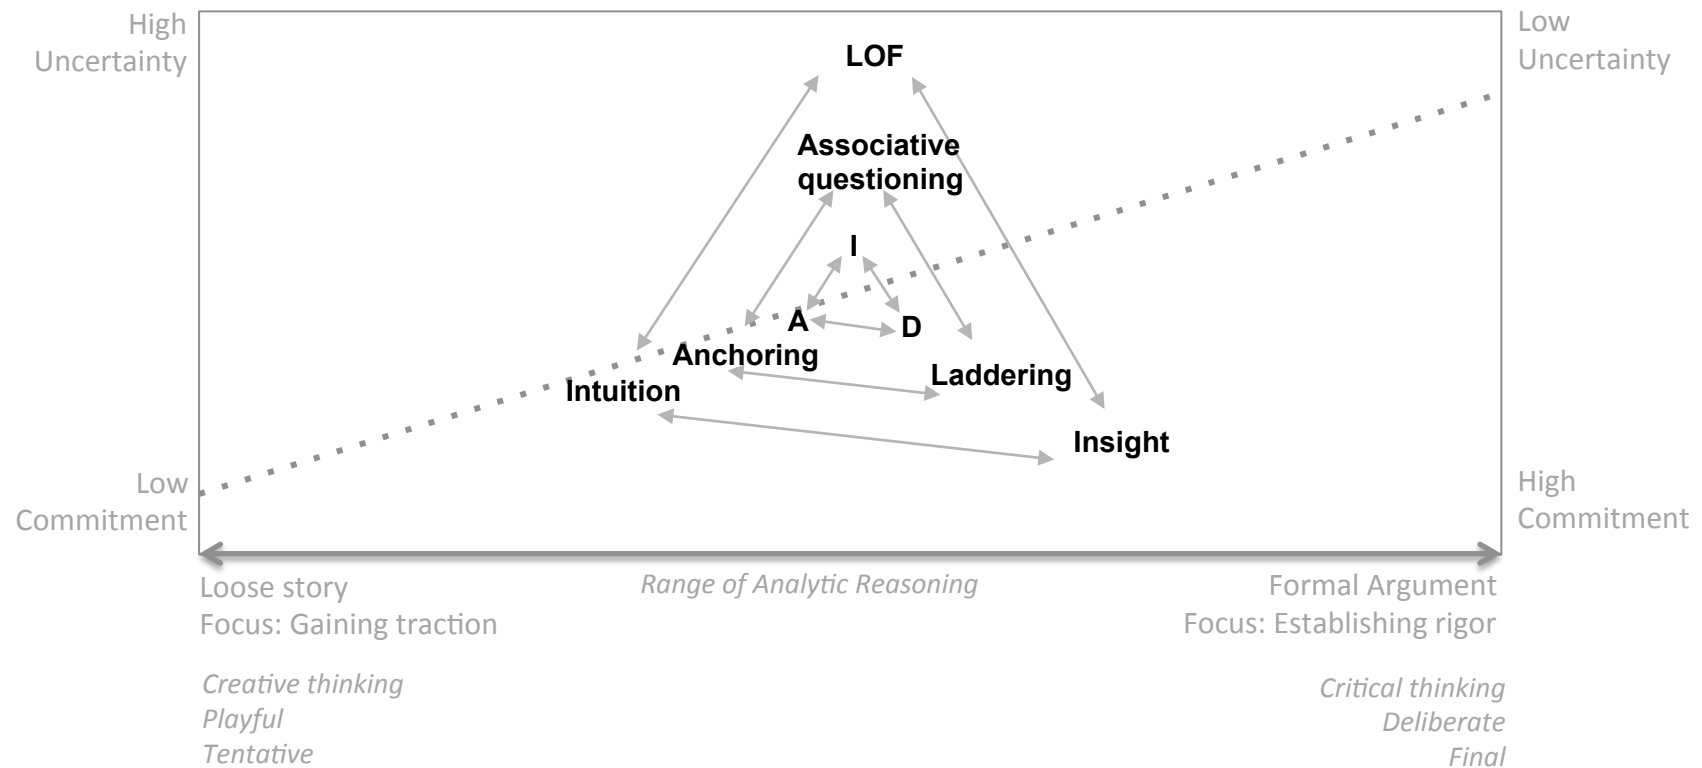 High
Uncertainty
Low
Uncertainty
LOF
Associative
questioning
I
A
D
Anchoring
Laddering
Intuition
Insight
Low
Commitment
High
Commitment
Loose story
Focus: Gaining traction
Range of Analytic Reasoning
Formal Argument
Focus: Establishing rigor
Creative thinking
Playful
Tentative
Critical thinking
Deliberate
Final